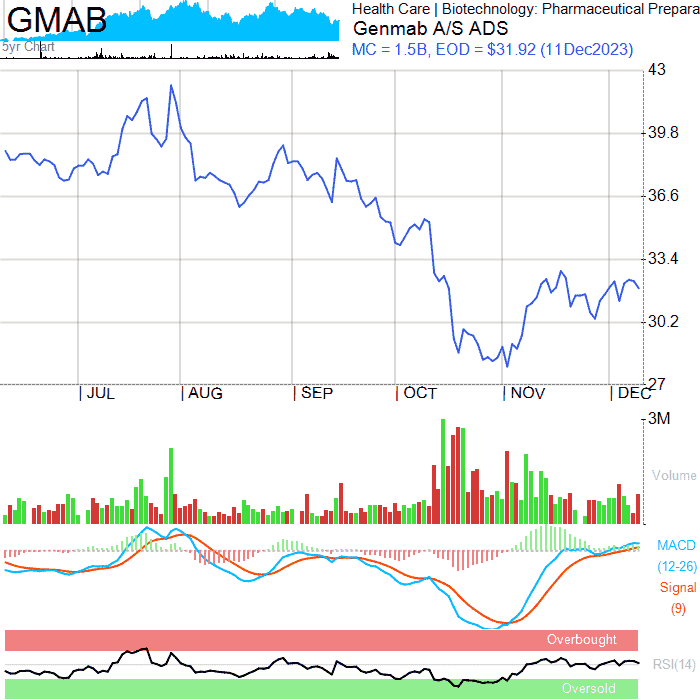 GMAB
5yr Chart
Health Care | Biotechnology: Pharmaceutical Prepara
Genmab A/S ADS
MC = 1.5B, EOD = $31.92 (11Dec2023)
43
39.8
36.6
33.4
30.2
27
JUL AUG SEP OCT NOV DEC
3M
Volume
MACD
(12-26)
Signal
(9)
Overbought
RSI(14)
Oversold